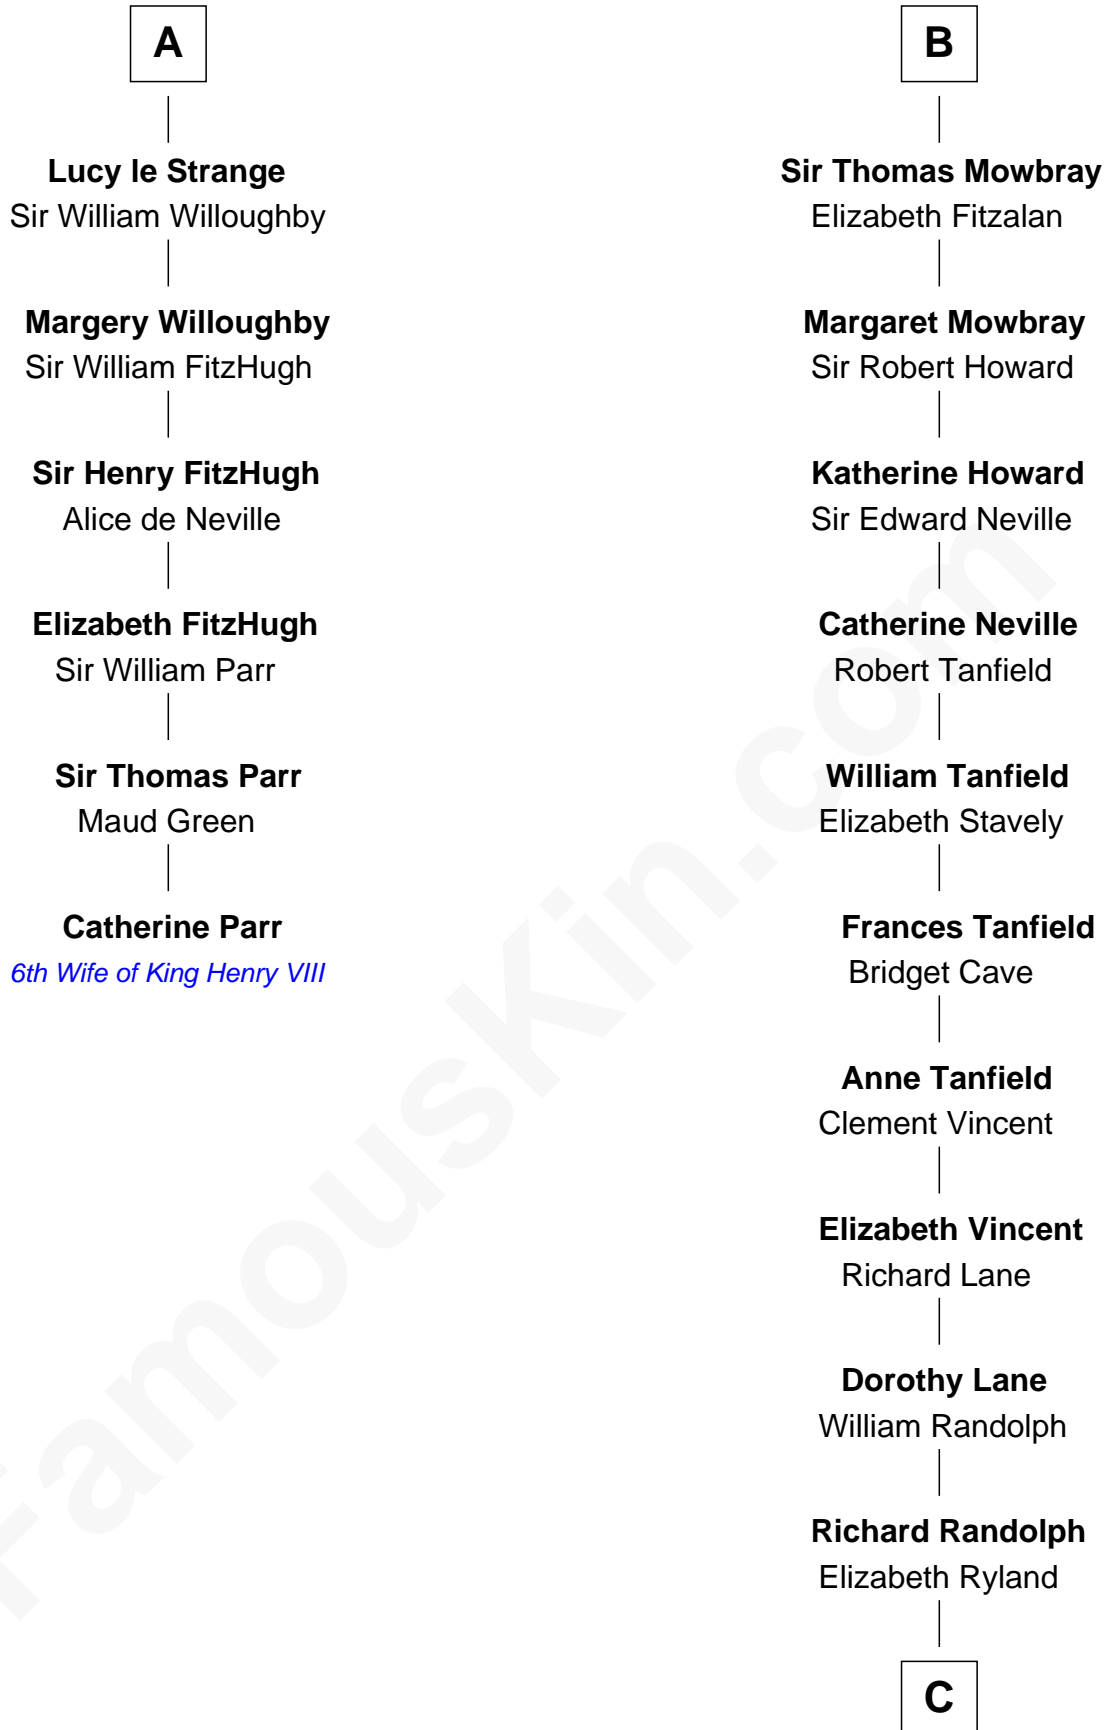 A
Lucy le Strange
Sir William Willoughby
Margery Willoughby
Sir William FitzHugh
Sir Henry FitzHugh
Alice de Neville
Elizabeth FitzHugh
Sir William Parr
Sir Thomas Parr
Maud Green
Catherine Parr
6th Wife of King Henry VIII
B
Sir Thomas Mowbray
Elizabeth Fitzalan
Margaret Mowbray
Sir Robert Howard
Katherine Howard
Sir Edward Neville
Catherine Neville
Robert Tanfield
William Tanfield
Elizabeth Stavely
Frances Tanfield
Bridget Cave
Anne Tanfield
Clement Vincent
Elizabeth Vincent
Richard Lane
Dorothy Lane
William Randolph
Richard Randolph
Elizabeth Ryland
C
FamousKin.com